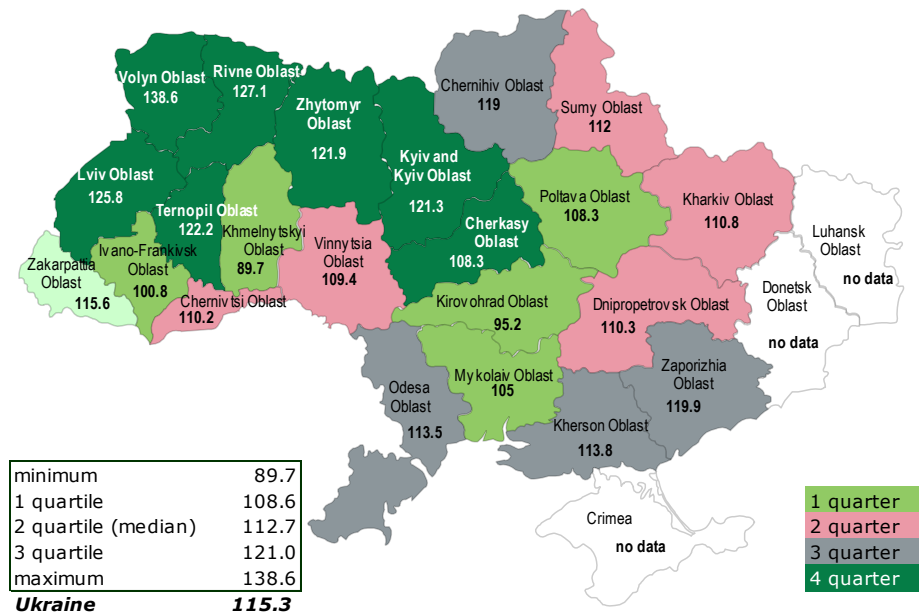 Volyn Oblast
138.6
Rivne Oblast
127.1
Zhytomyr
Oblast
121.9
Chernihiv Oblast
119
Sumy Oblast
112
Kyiv and
Kyiv Oblast
121.3
Lviv Oblast
125.8
Ternopil Oblast
122.2
Khmelnytskyi
Oblast
89.7
Poltava Oblast
108.3
Kharkiv Oblast
110.8
Luhansk
Oblast
no data
Cherkasy
Oblast
108.3
Zakarpattia
Oblast
115.6
Ivano-Frankivsk
Oblast
100.8
Chernivtsi Oblast
110.2
Vinnytsia
Oblast
109.4
Kirovohrad Oblast
95.2
Dnipropetrovsk Oblast
110.3
Donetsk
Oblast
no data
Odesa
Oblast
113.5
Mykolaiv Oblast
105
Zaporizhia
Oblast
119.9
Kherson Oblast
113.8
Crimea
no data
minimum 89.7
1 quartile 108.6
2 quartile (median) 112.7
3 quartile 121.0
maximum 138.6
Ukraine 115.3
1 quarter
2 quarter
3 quarter
4 quarter